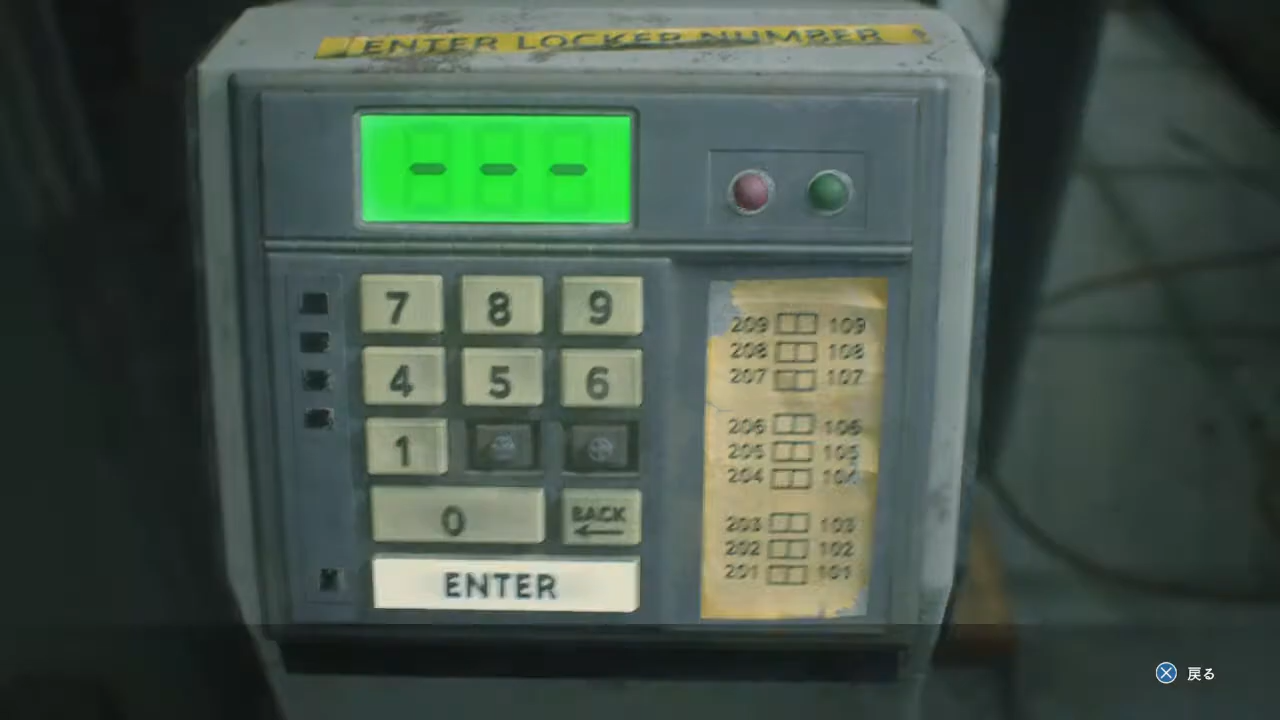 ENTER LOCKER NUMBER
- - -
7 8 9
4 5 6
1
0 BACK
ENTER
209 109
208 108
207 107
206 106
205 105
204 104
203 103
202 102
201 101
戻る